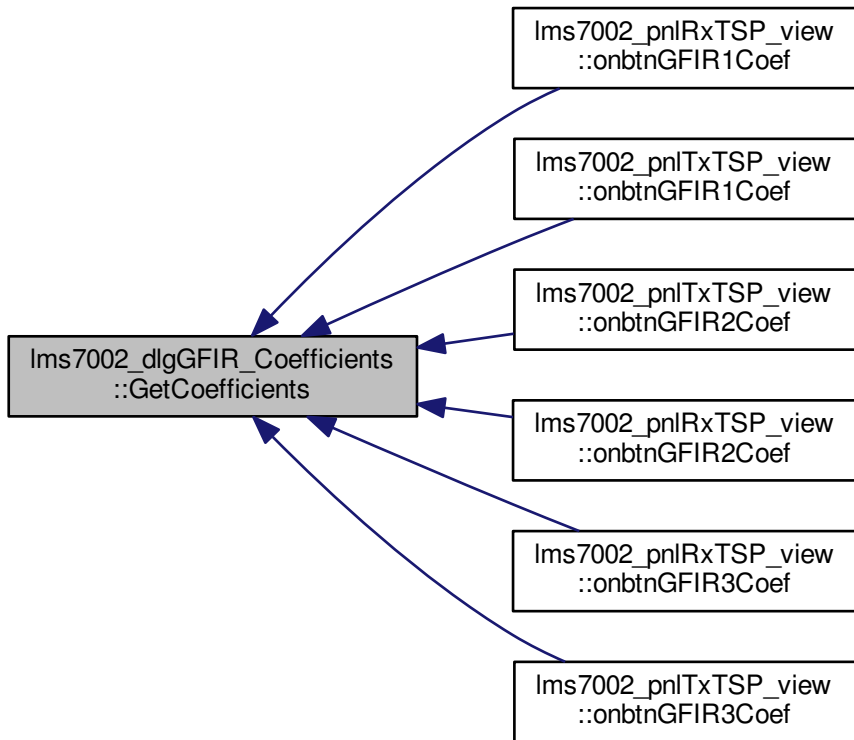 lms7002_pnlRxTSP_view
::onbtnGFIR1Coef
lms7002_pnlTxTSP_view
::onbtnGFIR1Coef
lms7002_pnlTxTSP_view
::onbtnGFIR2Coef
lms7002_dlgGFIR_Coefficients
::GetCoefficients
lms7002_pnlRxTSP_view
::onbtnGFIR2Coef
lms7002_pnlRxTSP_view
::onbtnGFIR3Coef
lms7002_pnlTxTSP_view
::onbtnGFIR3Coef